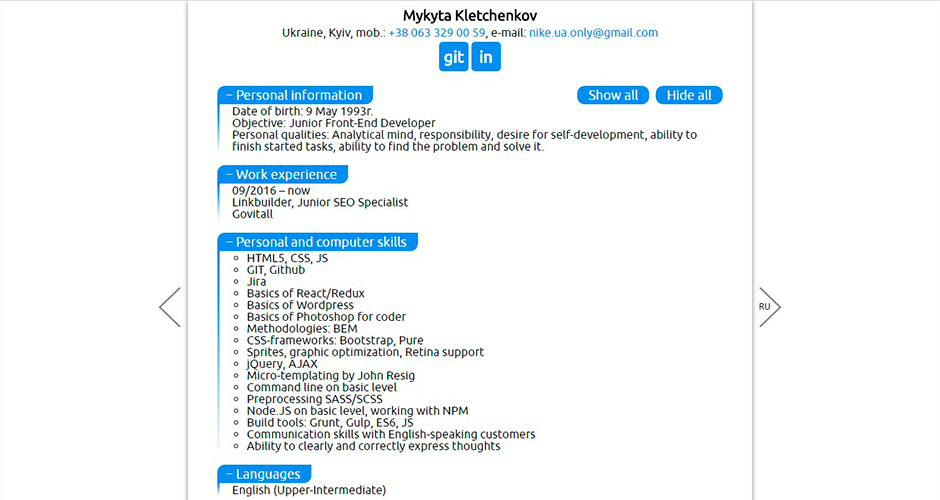 Mykyta Kletchenkov
Ukraine, Kyiv, mob.: +38 063 329 00 59, e-mail: nike.ua.only@gmail.com
git in
– Personal information
Show all Hide all
Date of birth: 9 May 1993г.
Objective: Junior Front-End Developer
Personal qualities: Analytical mind, responsibility, desire for self-development, ability to
finish started tasks, ability to find the problem and solve it.
– Work experience
09/2016 – now
Linkbuilder, Junior SEO Specialist
Govitall
– Personal and computer skills
HTML5, CSS, JS
GIT, Github
Jira
Basics of React/Redux
Basics of Wordpress
Basics of Photoshop for coder
Methodologies: BEM
CSS-frameworks: Bootstrap, Pure
Sprites, graphic optimization, Retina support
jQuery, AJAX
Micro-templating by John Resig
Command line on basic level
Preprocessing SASS/SCSS
Node.JS on basic level, working with NPM
Build tools: Grunt, Gulp, ES6, JS
Communication skills with English-speaking customers
Ability to clearly and correctly express thoughts
RU
– Languages
English (Upper-Intermediate)